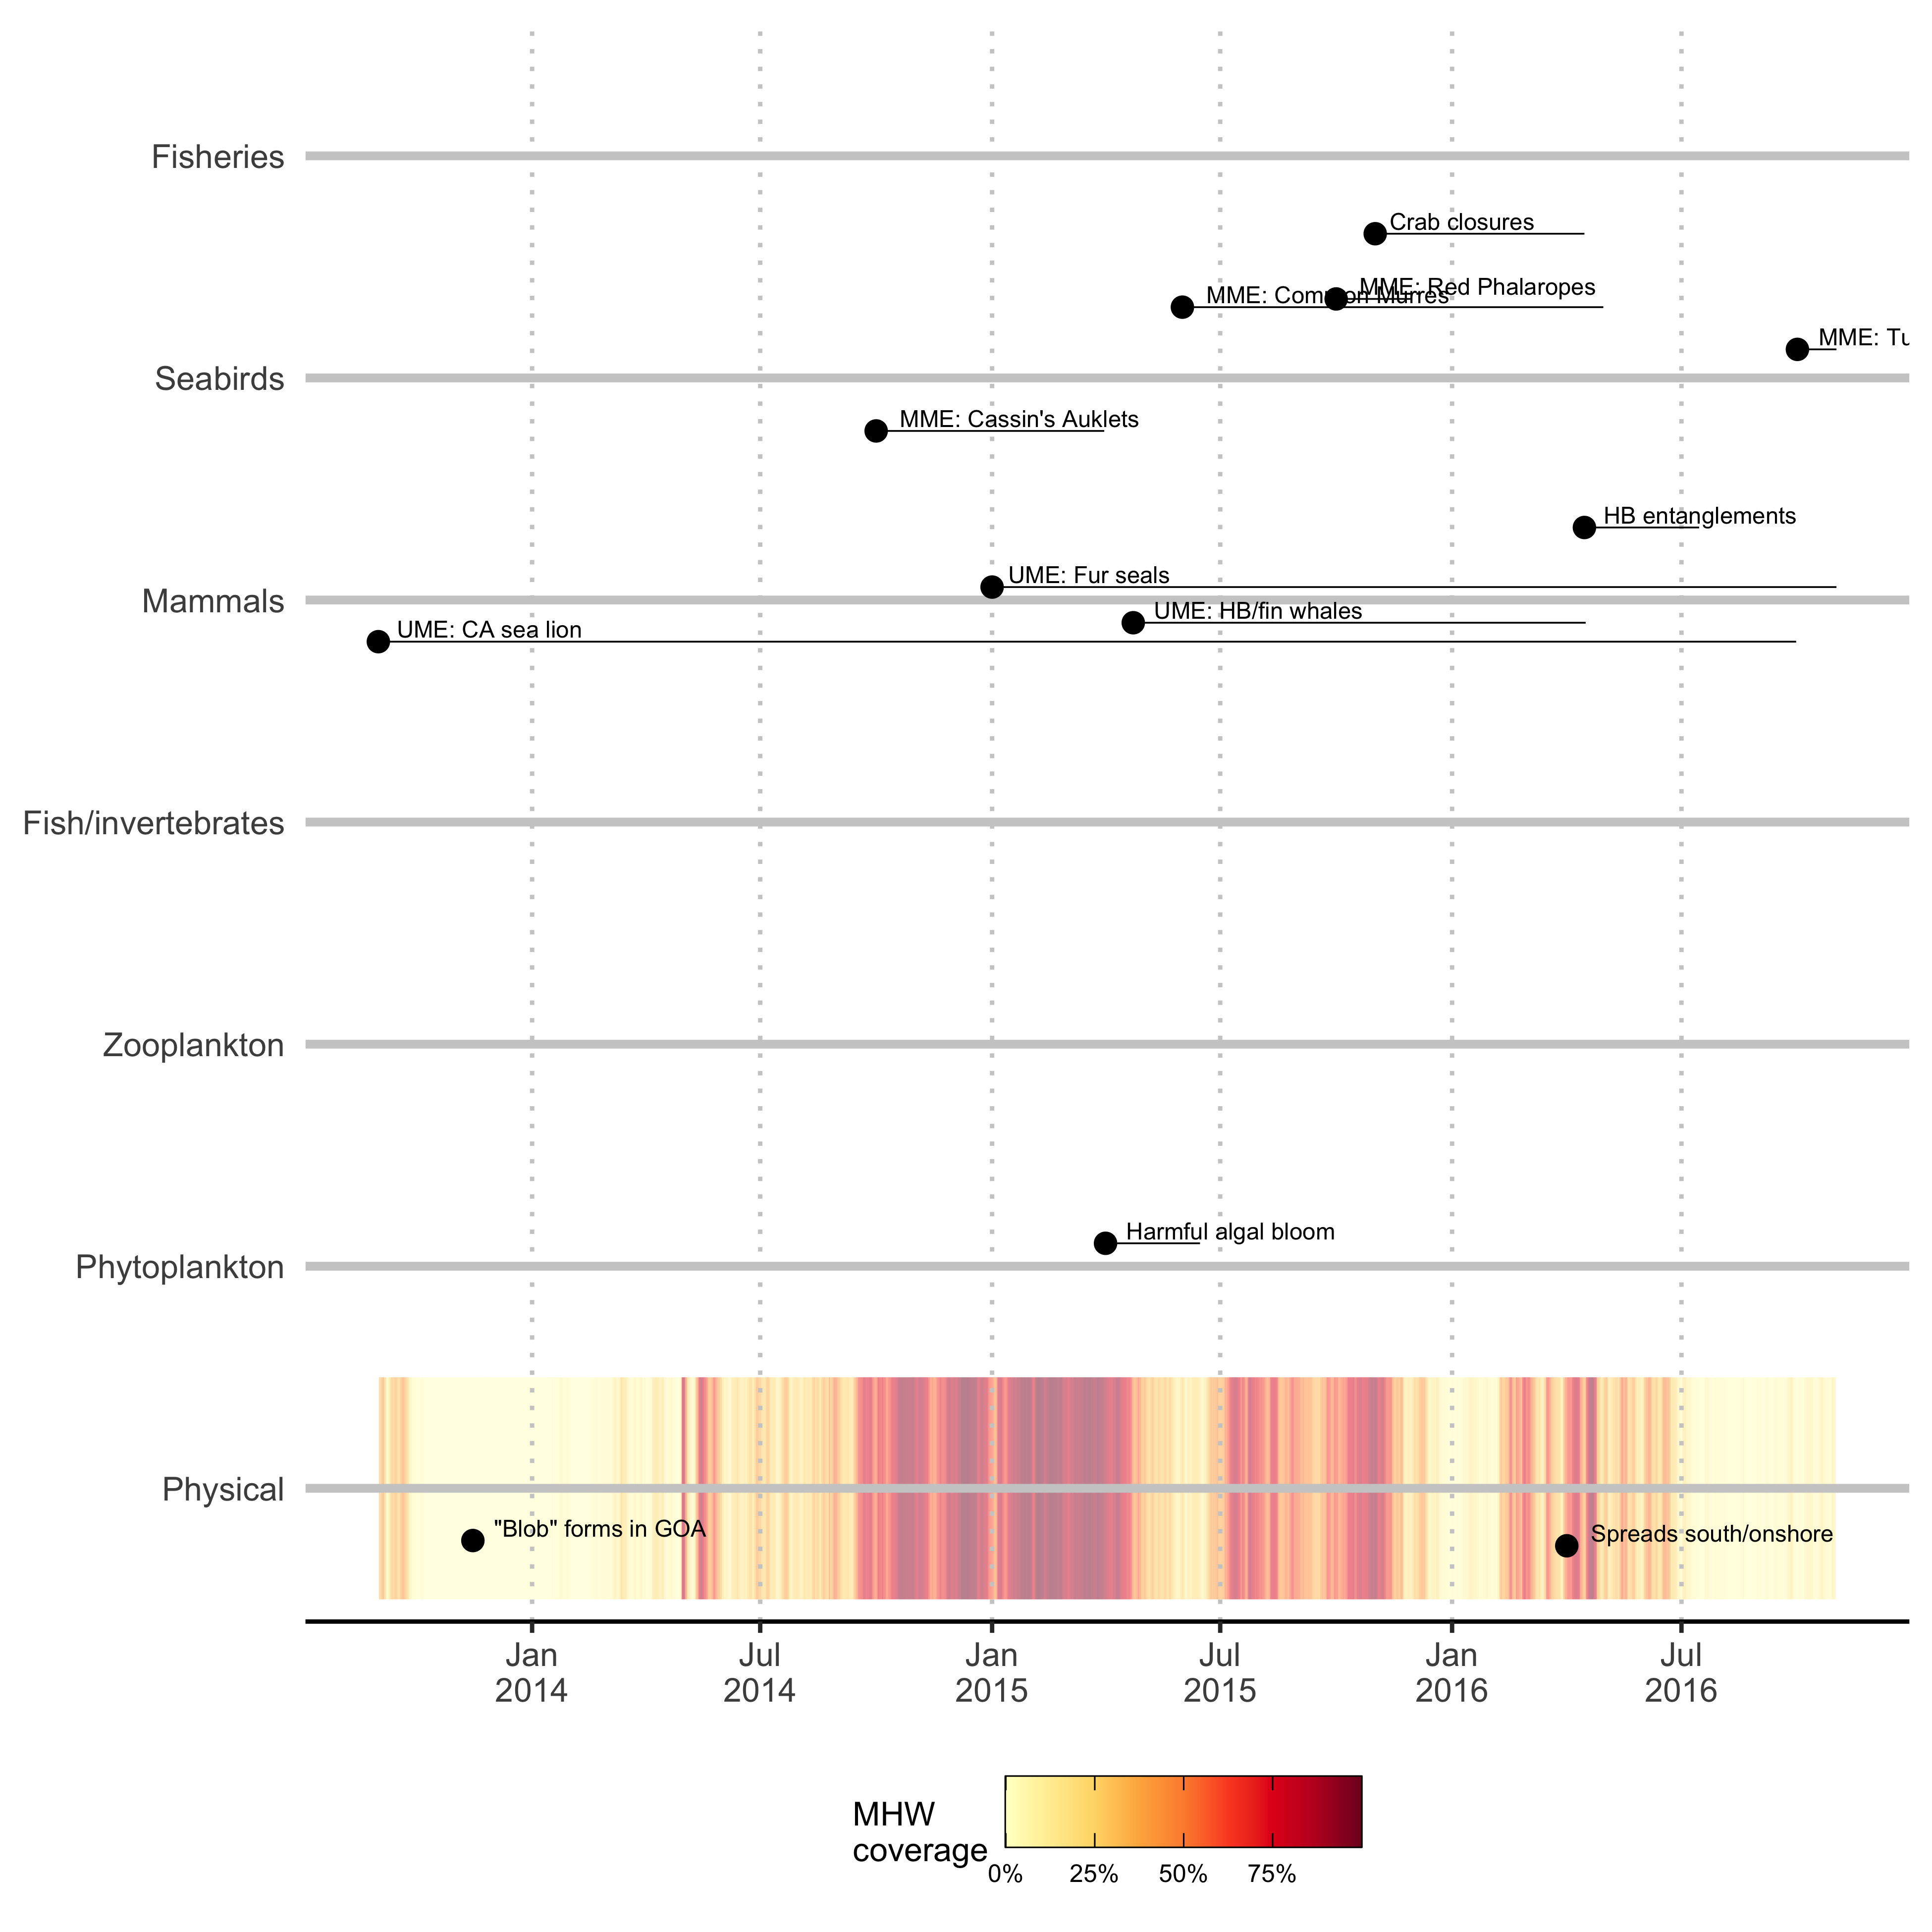 Fisheries
Crab closures
MME: Red Phalaropes
MME: Common Murres
MME: Tu
Seabirds
MME: Cassin's Auklets
HB entanglements
UME: Fur seals
Mammals
UME: HB/fin whales
UME: CA sea lion
Fish/invertebrates
Zooplankton
Harmful algal bloom
Phytoplankton
Physical
"Blob" forms in GOA
Spreads south/onshore
Jan Jul Jan Jul Jan Jul
2014 2014 2015 2015 2016 2016
MHW
coverage
0% 25% 50% 75%